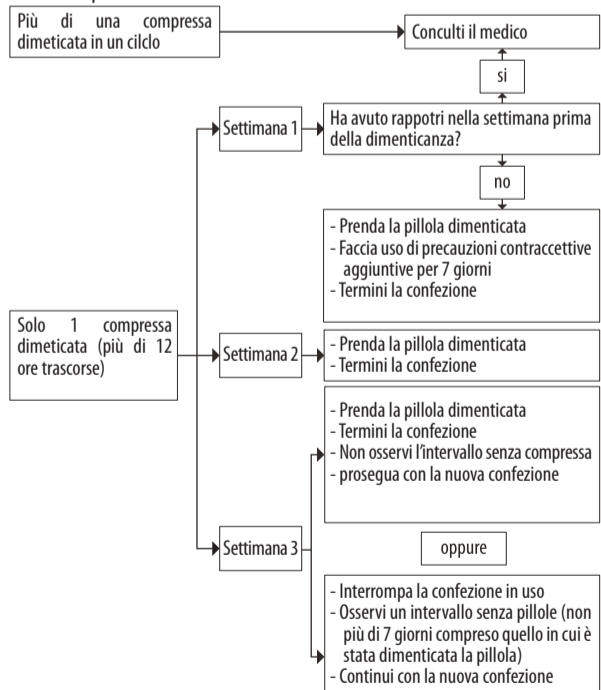 Più di una compressa
dimeticata in un cilclo
Conculti il medico
si
Settimana 1
Ha avuto rappotri nella settimana prima
della dimenticanza?
no
- Prenda la pillola dimenticata
- Faccia uso di precauzioni contraccettive
aggiuntive per 7 giorni
- Termini la confezione
Solo 1 compressa
dimeticata (più di 12
ore trascorse)
Settimana 2
- Prenda la pillola dimenticata
- Termini la confezione
- Prenda la pillola dimenticata
- Termini la confezione
- Non osservi l'intervallo senza compressa
- prosegua con la nuova confezione
Settimana 3
oppure
- Interrompa la confezione in uso
- Osservi un intervallo senza pillole (non
più di 7 giorni compreso quello in cui è
stata dimenticata la pillola)
- Continui con la nuova confezione